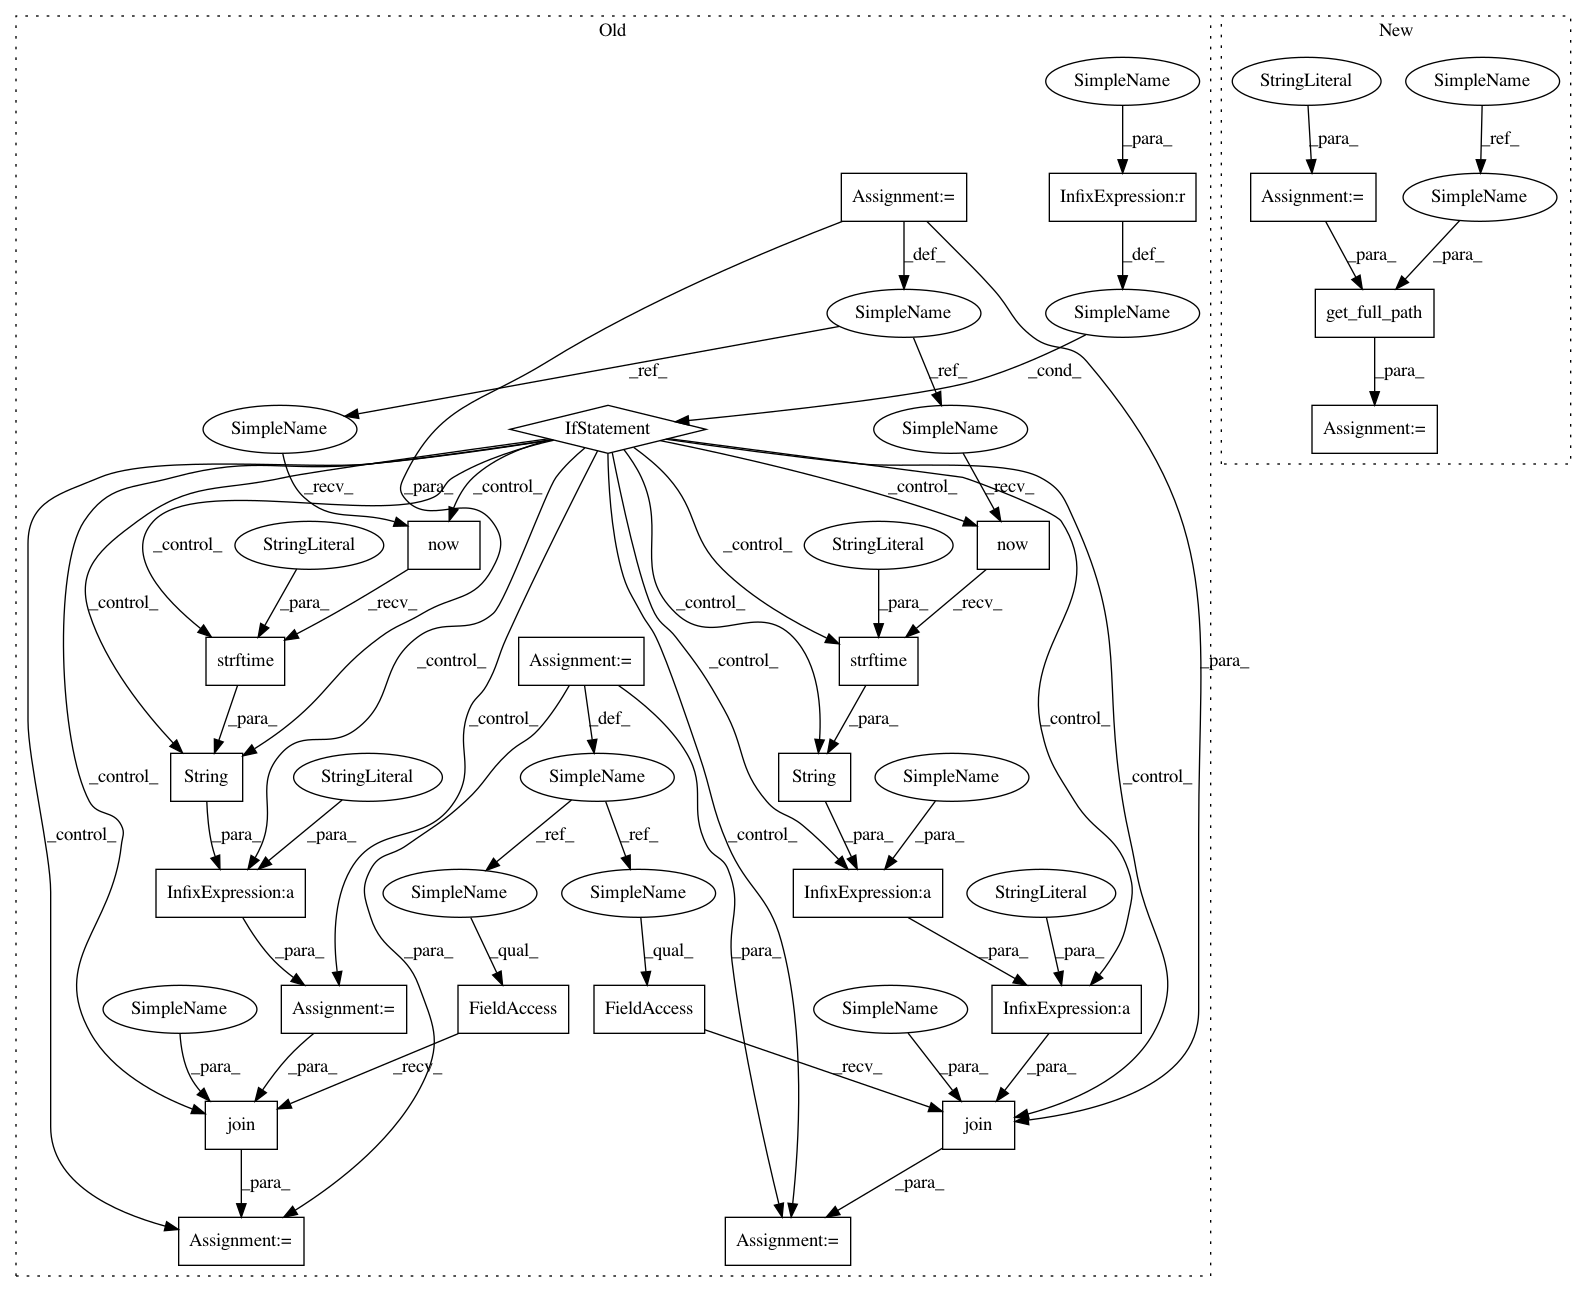 Old
New
SimpleName
StringLiteral
SimpleName
_para_
_para_
_ref_
Assignment:=
InfixExpression:r
Assignment:=
SimpleName
_def_
_def_
_para_
_para_
SimpleName
SimpleName
get_full_path
_ref_
_ref_
_cond_
_para_
SimpleName
IfStatement
SimpleName
Assignment:=
_recv_
_para_
_control_
_control_
_recv_
StringLiteral
now
StringLiteral
now
_control_
_control_
_control_
_para_
_recv_
_control_
_para_
_recv_
strftime
Assignment:=
strftime
_control_
_control_
_para_
_para_
_control_
_def_
_para_
_control_
String
StringLiteral
SimpleName
String
SimpleName
_control_
_control_
_para_
_para_
_ref_
_ref_
_control_
_para_
_para_
_control_
InfixExpression:a
SimpleName
SimpleName
InfixExpression:a
StringLiteral
_para_
_para_
_qual_
_qual_
_para_
_para_
_para_
SimpleName
Assignment:=
FieldAccess
FieldAccess
SimpleName
InfixExpression:a
_para_
_para_
_recv_
_recv_
_para_
_para_
join
join
_para_
_para_
Assignment:=
Assignment:=